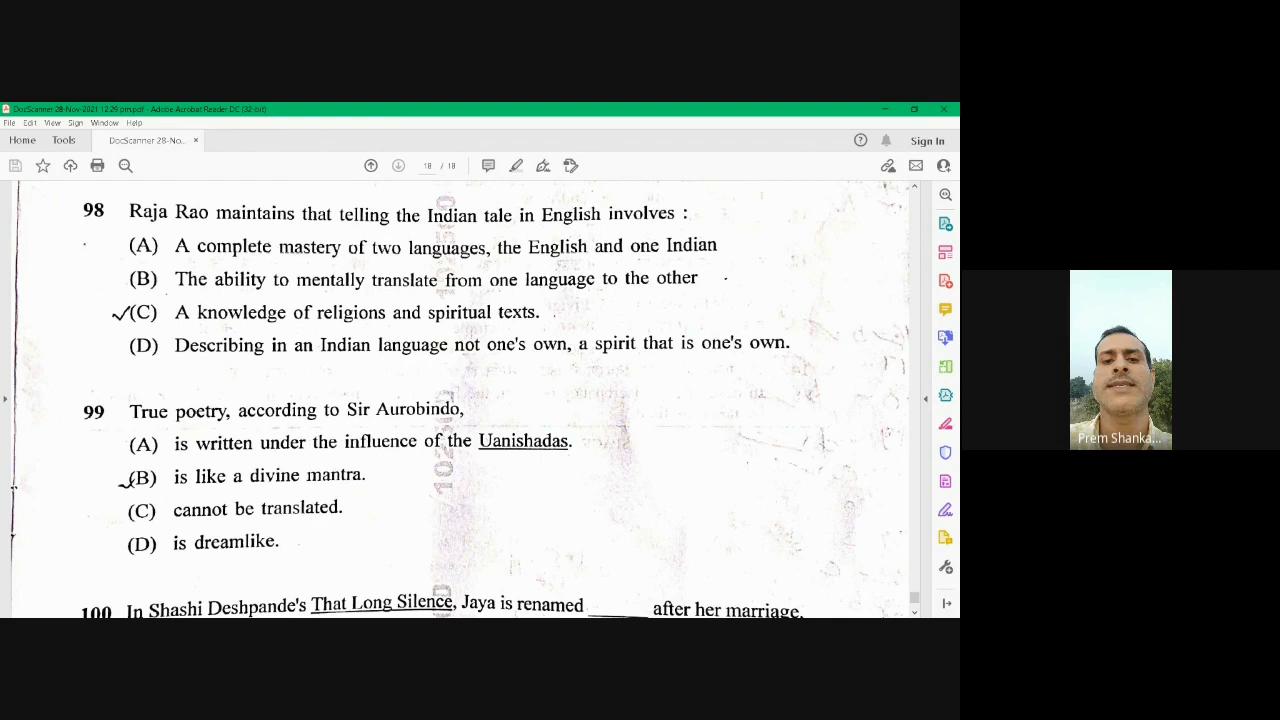 DocScanner 28-Nov-2021 12.29 pm.pdf - Adobe Acrobat Reader DC (32-bit)
File Edit View Sign Window Help
Home Tools DocScanner 28-No... × Sign In
18 / 18
98 Raja Rao maintains that telling the Indian tale in English involves :
(A) A complete mastery of two languages, the English and one Indian
(B) The ability to mentally translate from one language to the other
(C) A knowledge of religions and spiritual texts.
(D) Describing in an Indian language not one's own, a spirit that is one's own.
99 True poetry, according to Sir Aurobindo,
(A) is written under the influence of the Uanishadas.
(B) is like a divine mantra.
(C) cannot be translated.
(D) is dreamlike.
100 In Shashi Deshpande's That Long Silence, Jaya is renamed ______ after her marriage.
Prem Shanka...